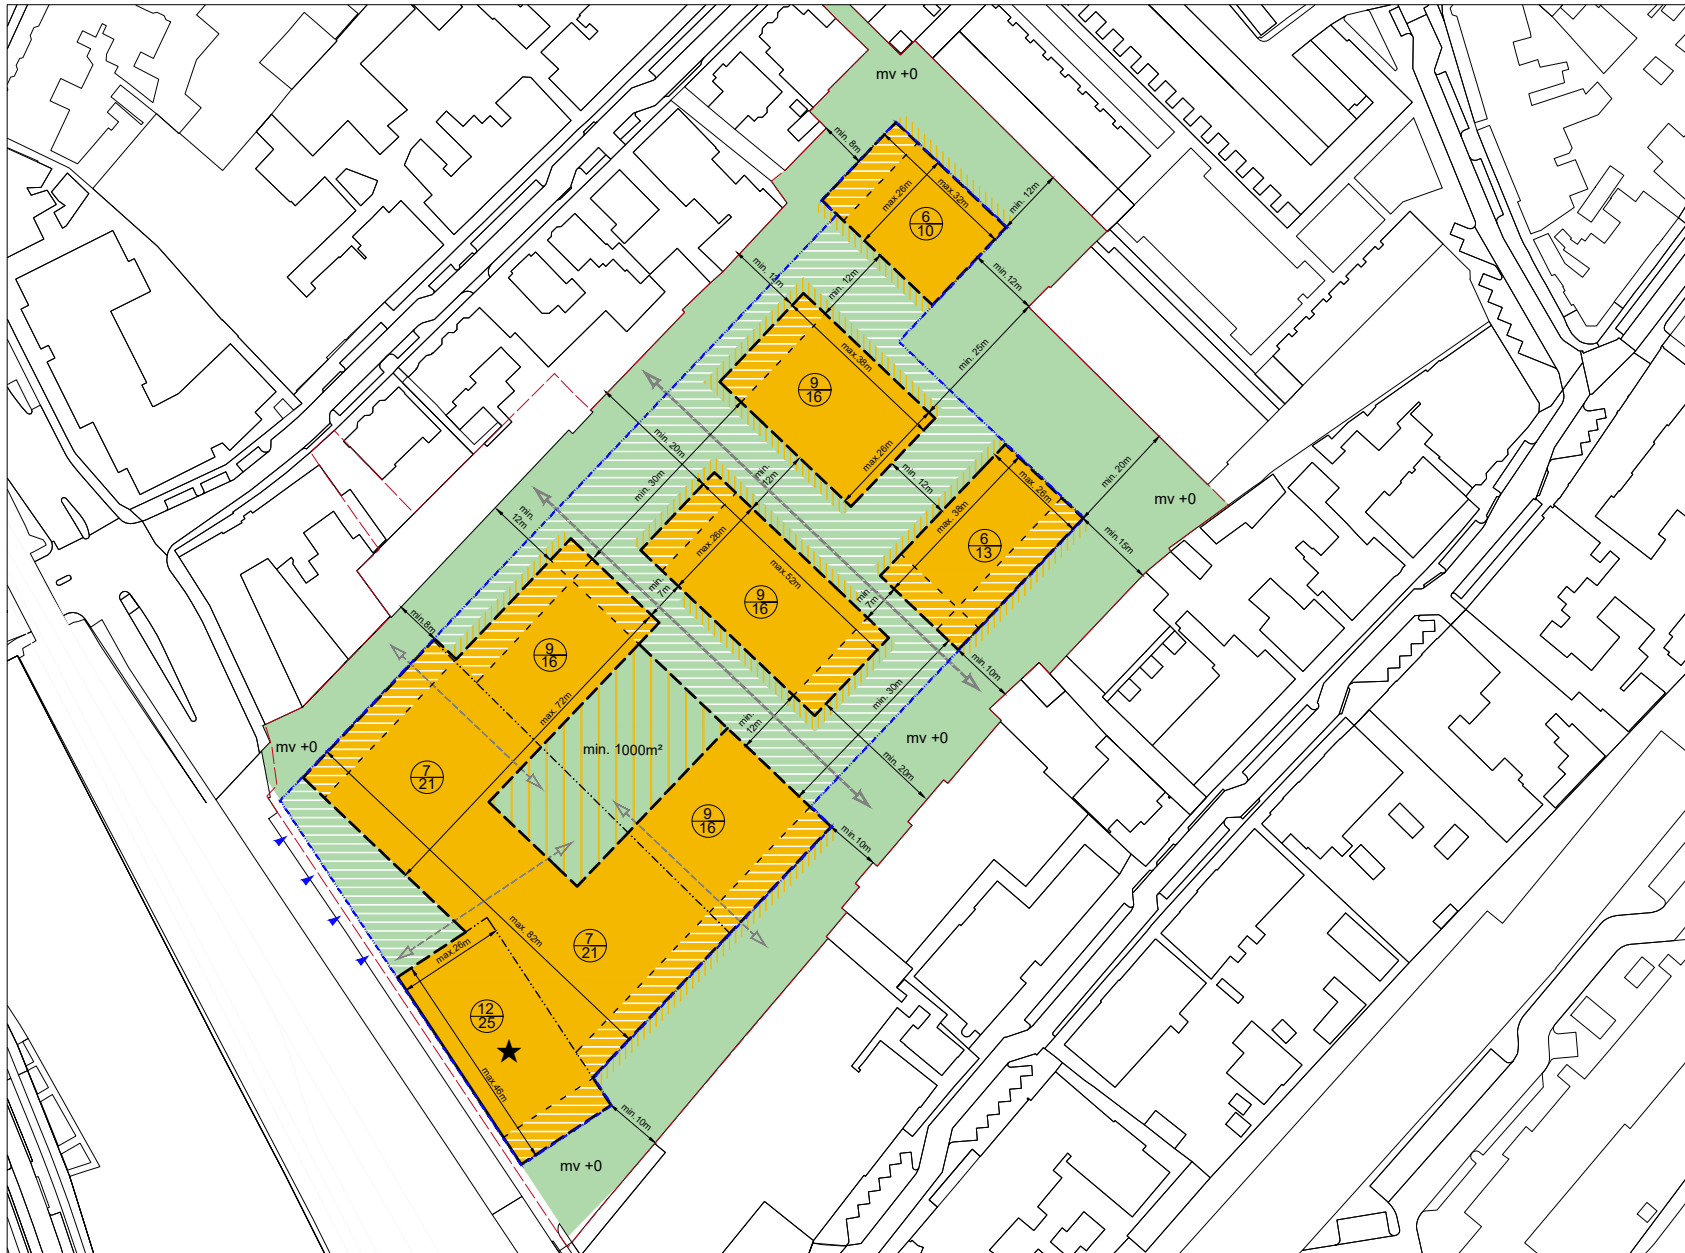 mv +0
min. 8m
max.26m
max.32m
min. 12m
6
10
min. 12m
min. 12m
min.12m
max.38m
min. 25m
9
16
max.26m
min. 20m
min. 30m
min.
12m
min. 12m
max. 26m
min. 20m
mv +0
max. 38m
6
13
min.15m
min.
12m
max.26m
max.52m
min.
7m
9
16
min.
7m
min.8m
9
16
max. 72m
min.10m
min. 30m
min.
12m
mv +0
mv +0
min. 1000m²
min. 20m
7
21
9
16
min.10m
max. 82m
max.26m
7
21
12
25
max.46m
min. 10m
mv +0